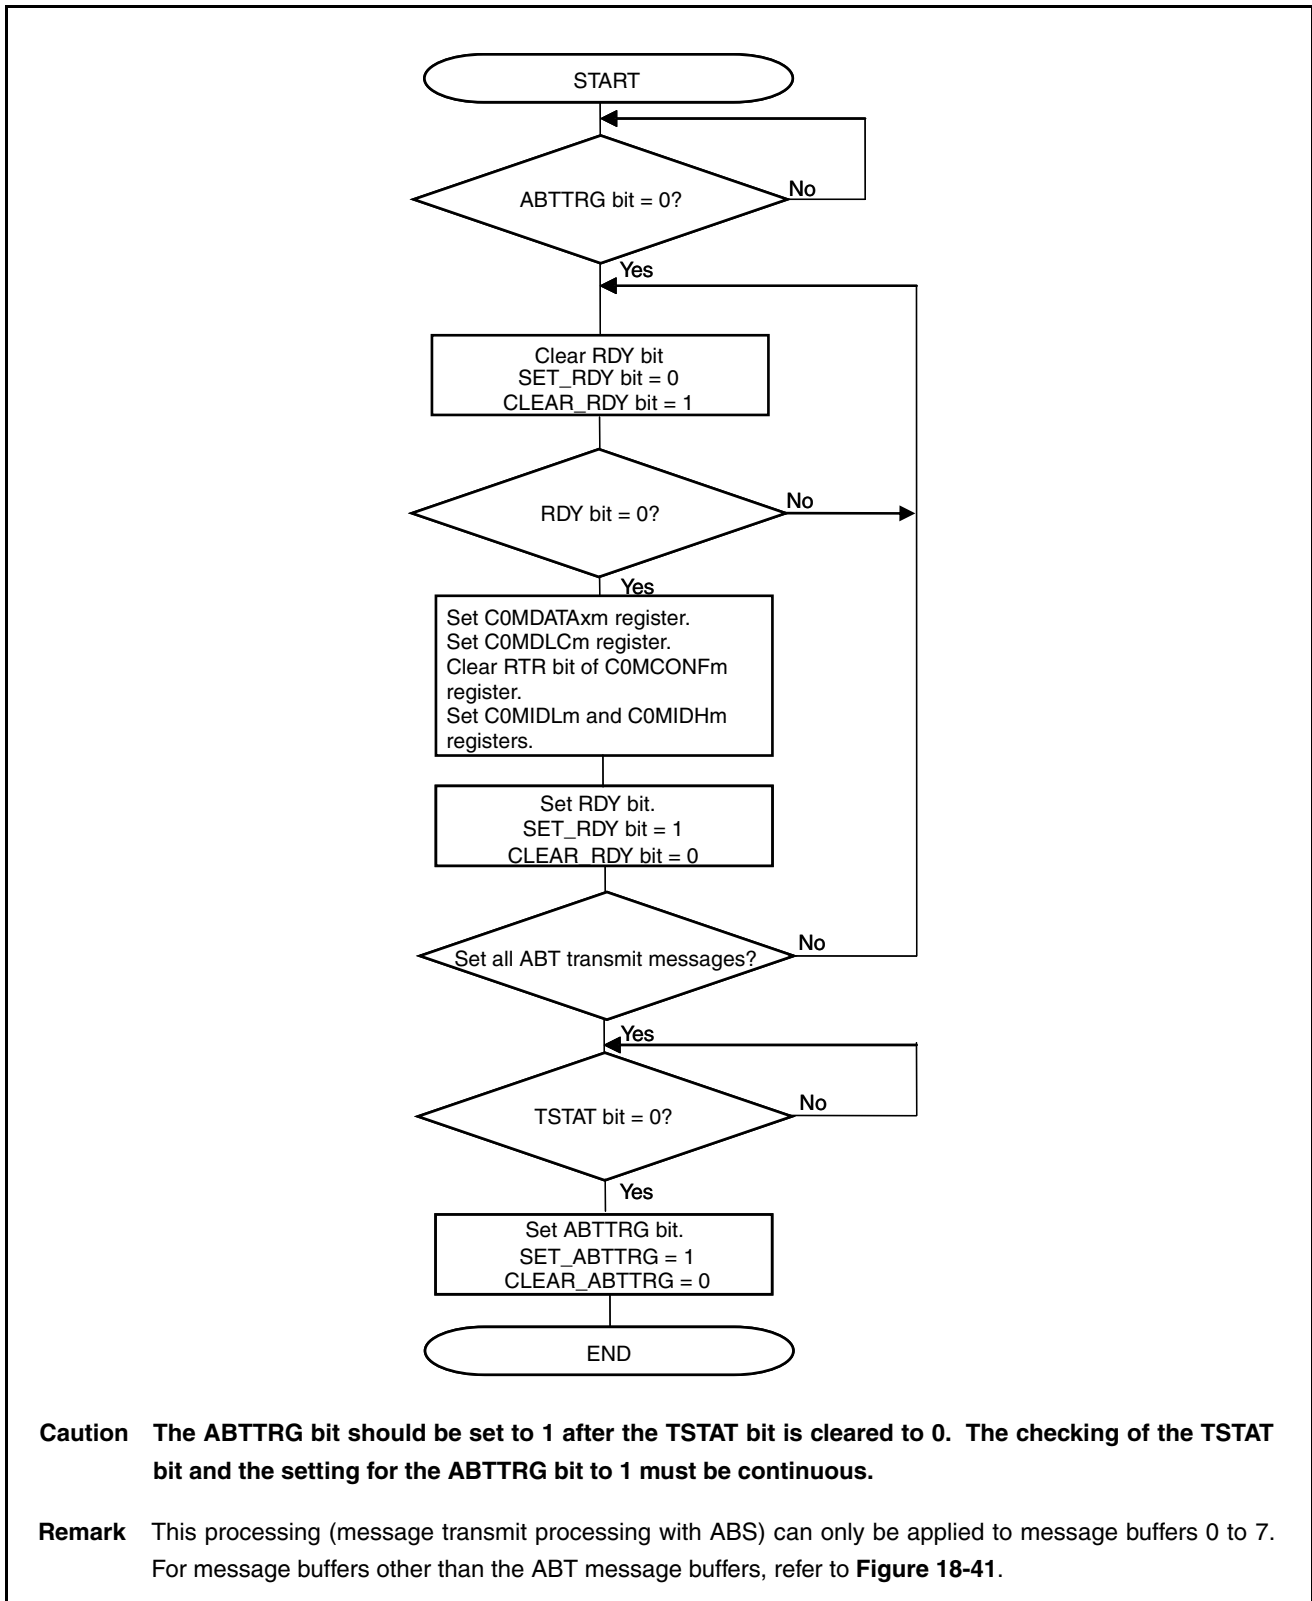 START
ABTTRG bit = 0?
No
Yes
Clear RDY bit
SET_RDY bit = 0
CLEAR_RDY bit = 1
RDY bit = 0?
No
Yes
Set C0MDATAxm register.
Set C0MDLCm register.
Clear RTR bit of C0MCONFm
register.
Set C0MIDLm and C0MIDHm
registers.
Set RDY bit.
SET_RDY bit = 1
CLEAR_RDY bit = 0
Set all ABT transmit messages?
No
Yes
TSTAT bit = 0?
No
Yes
Set ABTTRG bit.
SET_ABTTRG = 1
CLEAR_ABTTRG = 0
END
Caution The ABTTRG bit should be set to 1 after the TSTAT bit is cleared to 0. The checking of the TSTAT
bit and the setting for the ABTTRG bit to 1 must be continuous.
Remark This processing (message transmit processing with ABS) can only be applied to message buffers 0 to 7.
For message buffers other than the ABT message buffers, refer to Figure 18-41.